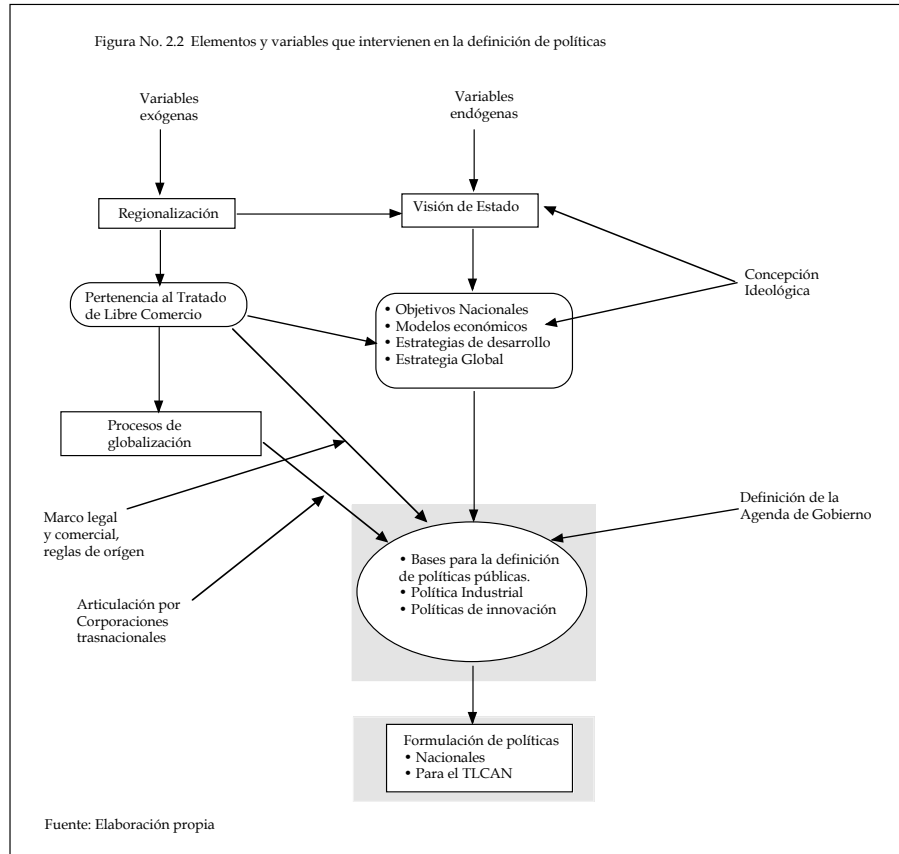 Figura No. 2.2 Elementos y variables que intervienen en la definición de políticas
Variables
exógenas
Variables
endógenas
Regionalización
Visión de Estado
Pertenencia al Tratado
de Libre Comercio
• Objetivos Nacionales
• Modelos económicos
• Estrategias de desarrollo
• Estrategia Global
Concepción
Ideológica
Procesos de
globalización
Marco legal
y comercial,
reglas de orígen
Definición de la
Agenda de Gobierno
• Bases para la definición
de políticas públicas.
• Política Industrial
• Políticas de innovación
Articulación por
Corporaciones
trasnacionales
Formulación de políticas
• Nacionales
• Para el TLCAN
Fuente: Elaboración propia